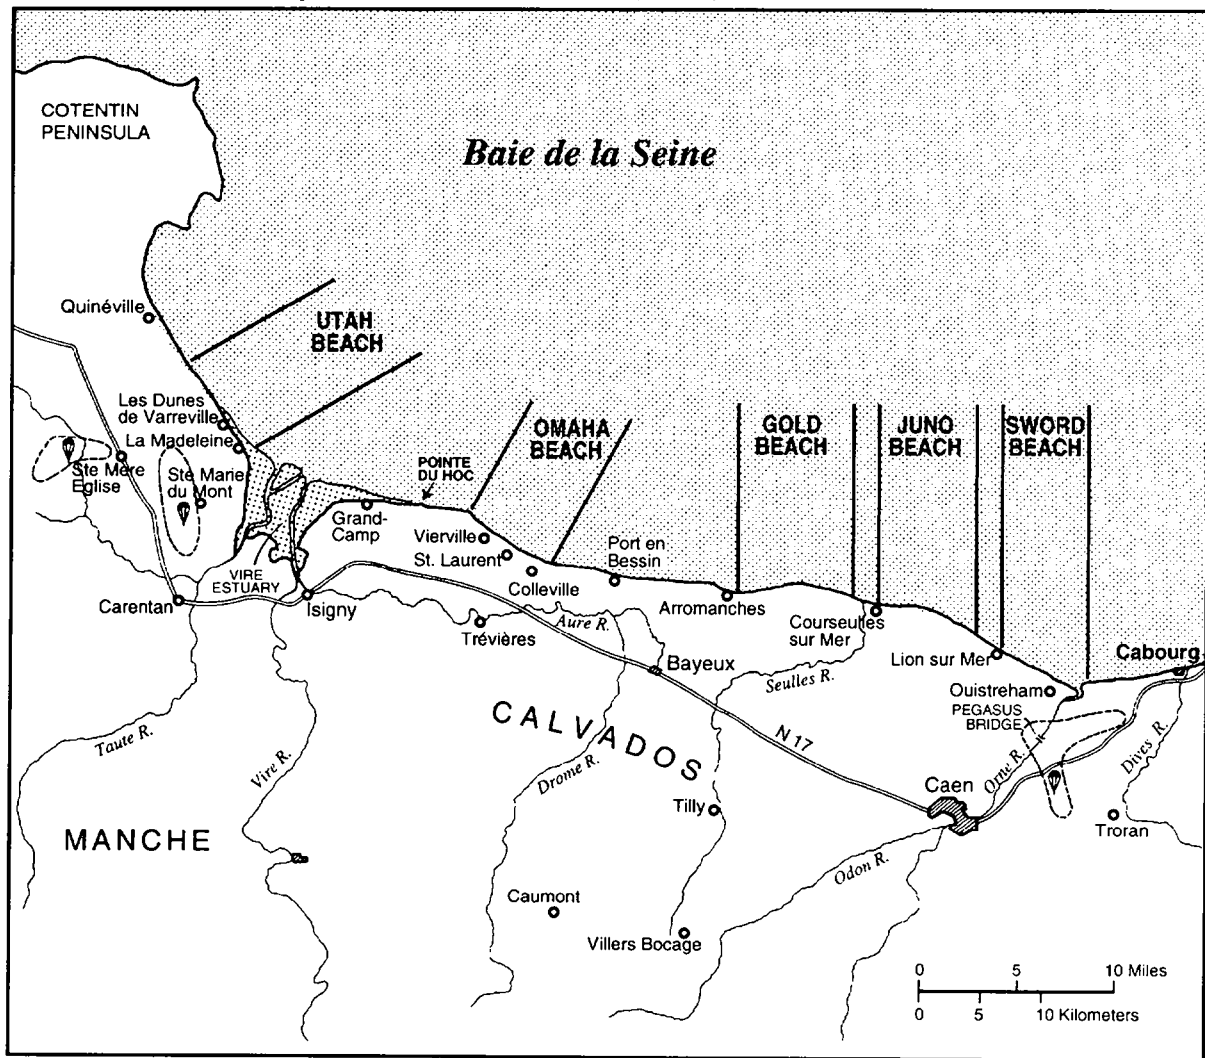 COTENTIN
PENINSULA
Baie de la Seine
Quinéville
UTAH
BEACH
Les Dunes
de Varreville
La Madeleine
Ste Mère
Eglise
Ste Marie
du Mont
POINTE
DU HOC
OMAHA
BEACH
GOLD
BEACH
JUNO
BEACH
SWORD
BEACH
Grand-
Camp
Vierville
St. Laurent
Colleville
Port en
Bessin
VIRE
ESTUARY
Carentan
Isigny
Trévières
Aure R.
Arromanches
Courseulles
sur Mer
Lion sur Mer
Cabourg
Bayeux
Seulles R.
Ouistreham
PEGASUS
BRIDGE
CALVADOS
N 17
Taute R.
Vire R.
Drome R.
Orne R.
Dives R.
Caen
Tilly
Troran
MANCHE
Odon R.
Caumont
Villers Bocage
0 5 10 Miles
0 5 10 Kilometers